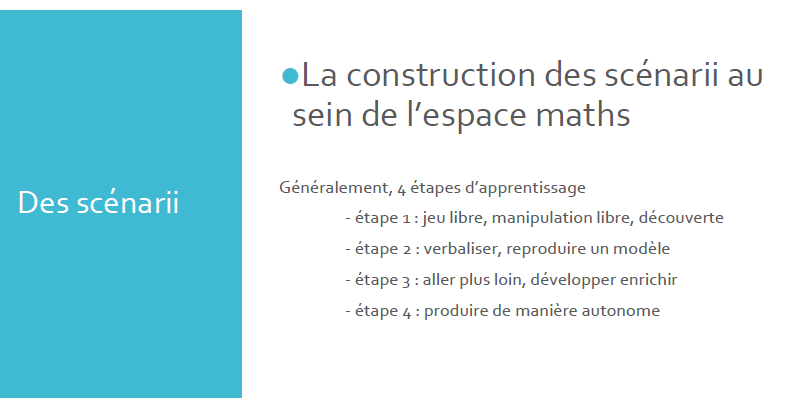 Des scénarii
●La construction des scénarii au
sein de l’espace maths
Généralement, 4 étapes d’apprentissage
- étape 1 : jeu libre, manipulation libre, découverte
- étape 2 : verbaliser, reproduire un modèle
- étape 3 : aller plus loin, développer enrichir
- étape 4 : produire de manière autonome